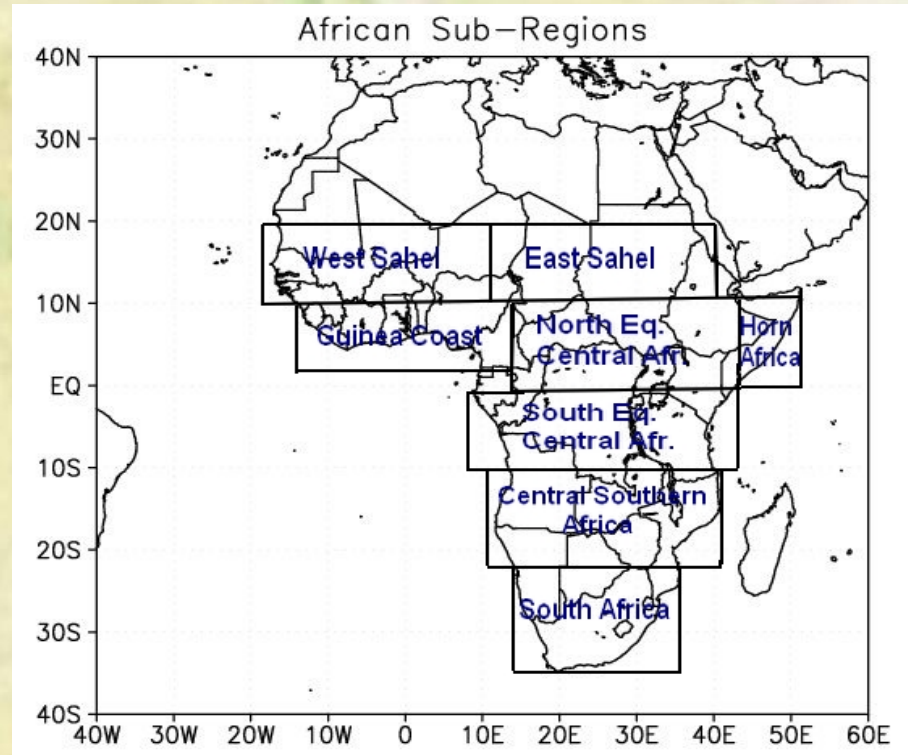 African Sub-Regions
40N
30N
20N
West Sahel East Sahel
10N
Guinea Coast
North Eq.
Central Afr.
Horn
Africa
EQ
South Eq.
Central Afr.
10S
Central Southern
Africa
20S
South Africa
30S
40S
40W 30W 20W 10W 0 10E 20E 30E 40E 50E 60E